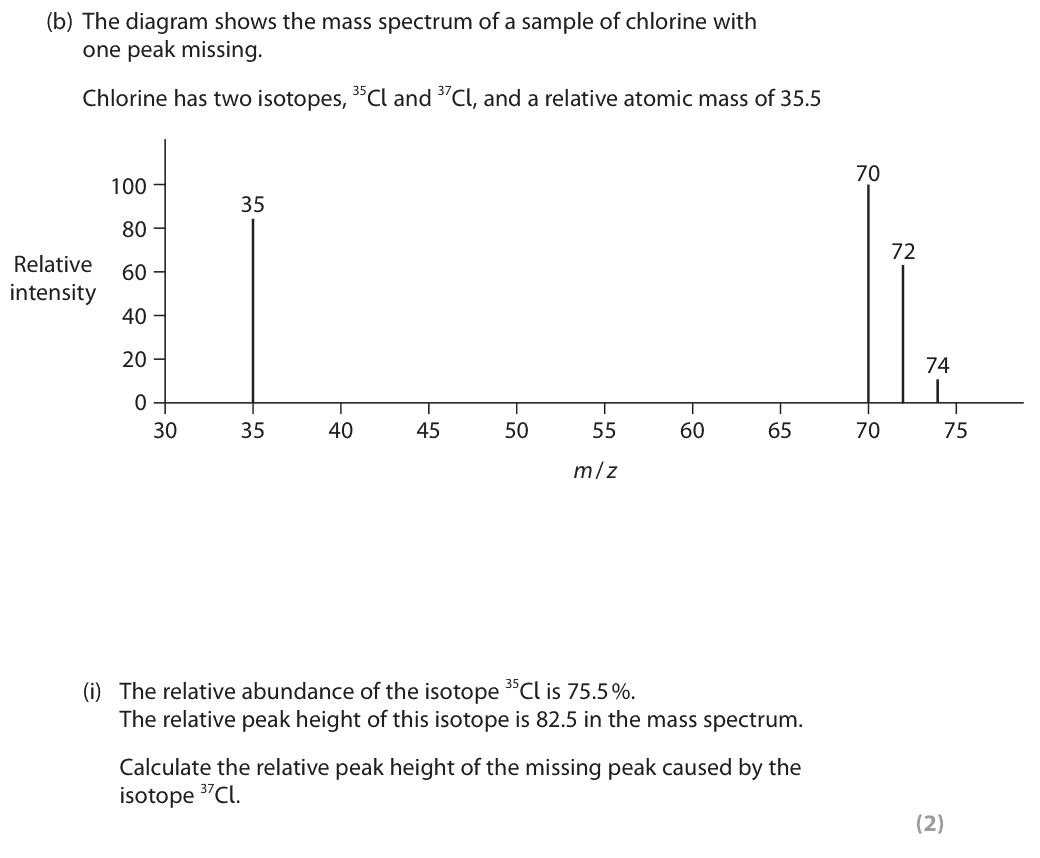 (b) The diagram shows the mass spectrum of a sample of chlorine with
one peak missing.
Chlorine has two isotopes, ³⁵Cl and ³⁷Cl, and a relative atomic mass of 35.5
100
80
60
40
20
0
Relative
intensity
35
70
72
74
30 35 40 45 50 55 60 65 70 75
m / z
(i) The relative abundance of the isotope ³⁵Cl is 75.5%.
The relative peak height of this isotope is 82.5 in the mass spectrum.
Calculate the relative peak height of the missing peak caused by the
isotope ³⁷Cl.
(2)